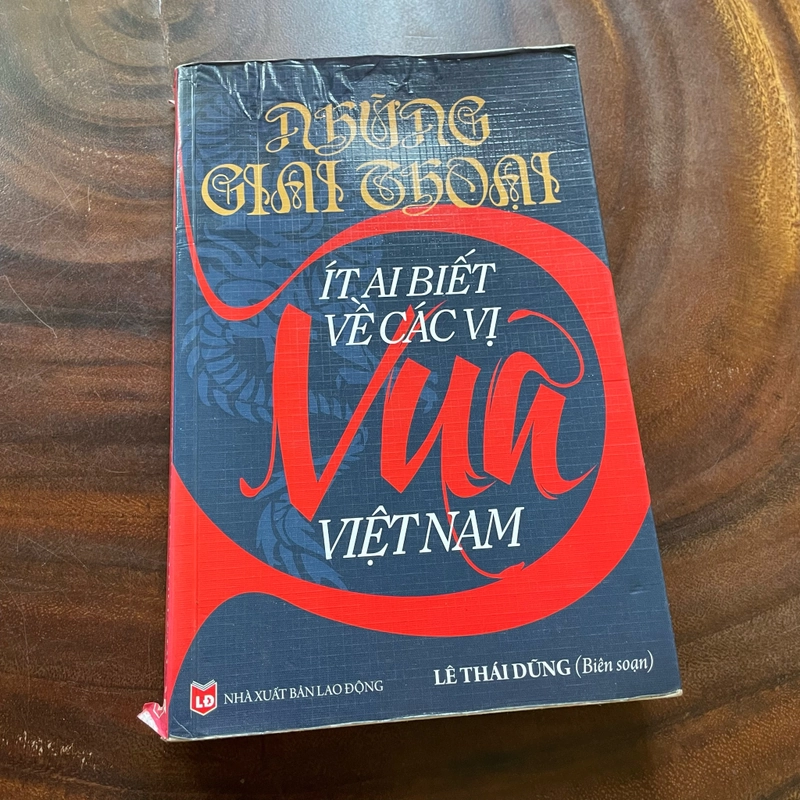 NHỮNG
GIAI THOẠI
ÍT AI BIẾT
VỀ CÁC VỊ
Vua
VIỆT NAM
LÊ THÁI DŨNG (Biên soạn)
LĐ NHÀ XUẤT BẢN LAO ĐỘNG